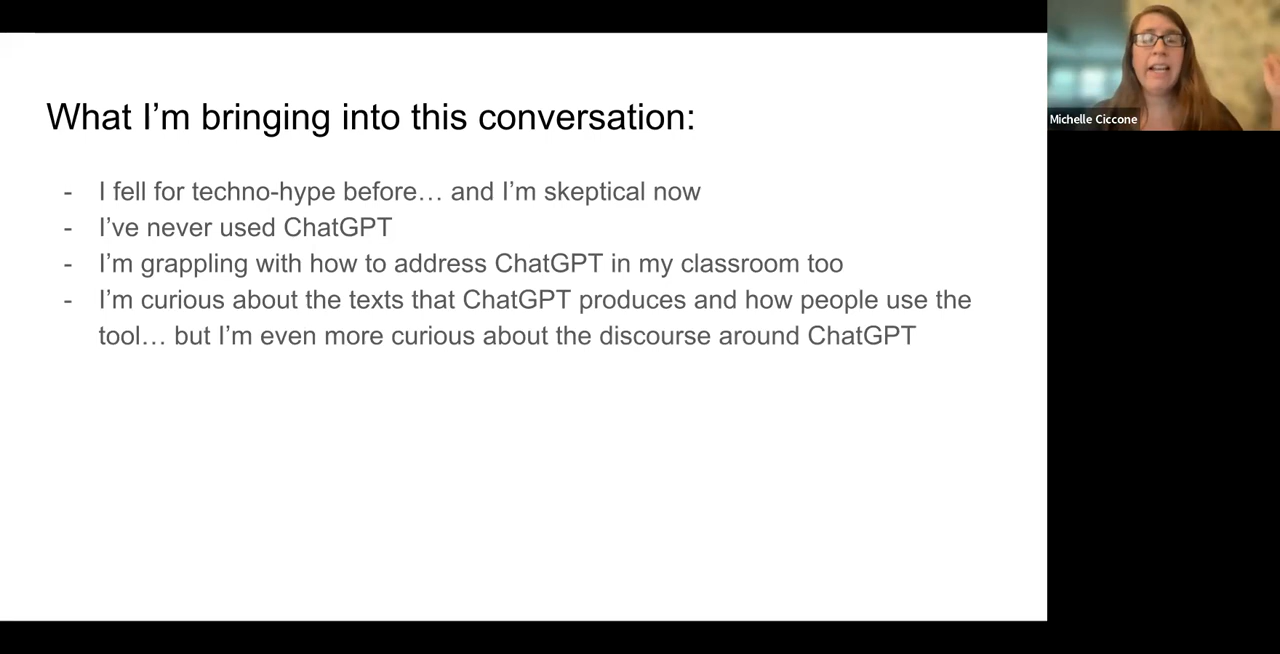 What I’m bringing into this conversation:
- I fell for techno-hype before… and I’m skeptical now
- I’ve never used ChatGPT
- I’m grappling with how to address ChatGPT in my classroom too
- I’m curious about the texts that ChatGPT produces and how people use the
tool… but I’m even more curious about the discourse around ChatGPT
Michelle Ciccone